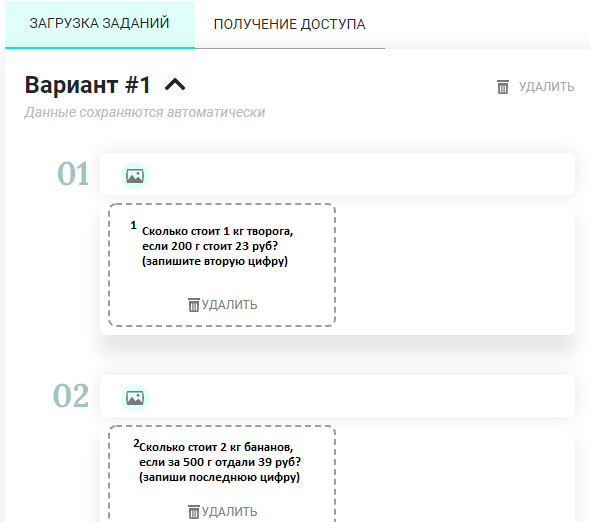 ЗАГРУЗКА ЗАДАНИЙ ПОЛУЧЕНИЕ ДОСТУПА
Вариант #1 УДАЛИТЬ
Данные сохраняются автоматически
01
1 Сколько стоит 1 кг творога,
если 200 г стоит 23 руб?
(запишите вторую цифру)
УДАЛИТЬ
02
2 Сколько стоит 2 кг бананов,
если за 500 г отдали 39 руб?
(запиши последнюю цифру)
УДАЛИТЬ